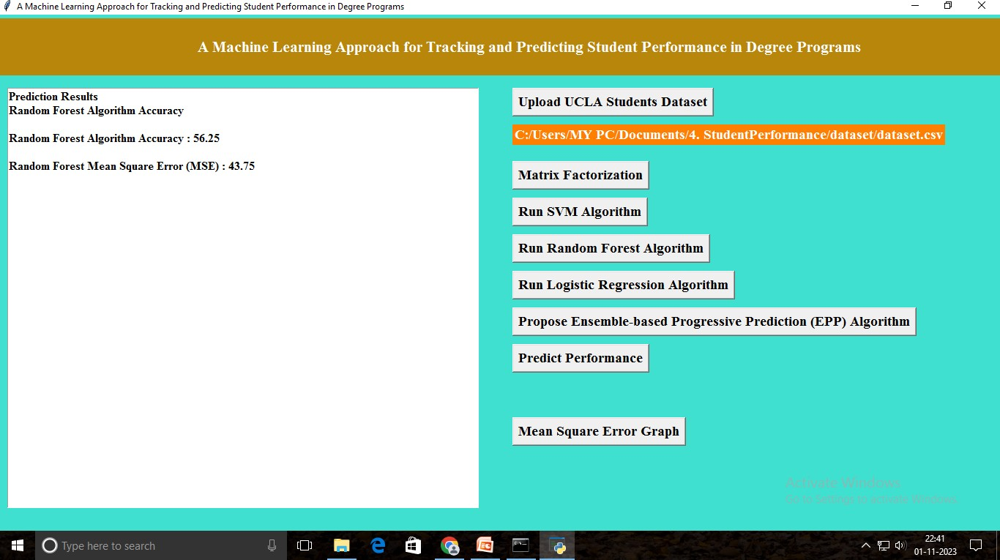 A Machine Learning Approach for Tracking and Predicting Student Performance in Degree Programs
A Machine Learning Approach for Tracking and Predicting Student Performance in Degree Programs
Prediction Results
Random Forest Algorithm Accuracy
Random Forest Algorithm Accuracy : 56.25
Random Forest Mean Square Error (MSE) : 43.75
Upload UCLA Students Dataset
C:/Users/MY PC/Documents/4. StudentPerformance/dataset/dataset.csv
Matrix Factorization
Run SVM Algorithm
Run Random Forest Algorithm
Run Logistic Regression Algorithm
Propose Ensemble-based Progressive Prediction (EPP) Algorithm
Predict Performance
Mean Square Error Graph
Activate Windows
Go to Settings to activate Windows.
Type here to search
22:41
01-11-2023